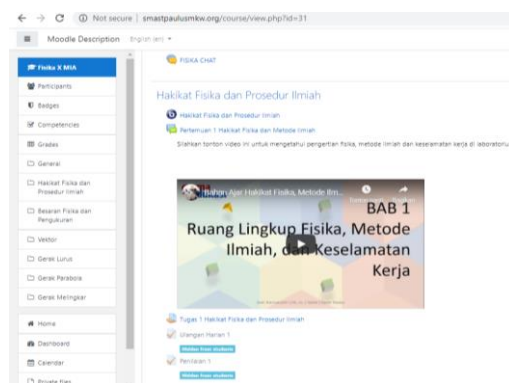 Not secure | smastpaulusmkw.org/course/view.php?id=31
Moodle Description English (en)
Fisika X MIA
Participants
Badges
Competencies
Grades
General
Hakikat Fisika dan
Prosedur Ilmiah
Besaran Fisika dan
Pengukuran
Vektor
Gerak Lurus
Gerak Parabola
Gerak Melingkar
Home
Dashboard
Calendar
Private files
FISIKA CHAT
Hakikat Fisika dan Prosedur Ilmiah
Hakikat Fisika dan Prosedur Ilmiah
Pertemuan 1 Hakikat Fisika dan Metode Ilmiah
Silahkan tonton video ini untuk mengetahui pengertian fisika, metode ilmiah dan keselamatan kerja di laboratoriu
Bahan Ajar Hakikat Fisika, Metode Ilm...
BAB 1
Ruang Lingkup Fisika, Metode
Ilmiah, dan Keselamatan
Kerja
Tugas 1 Hakikat Fisika dan Prosedur Ilmiah
Ulangan Harian 1
Hidden from students
Penilaian 1
Hidden from students